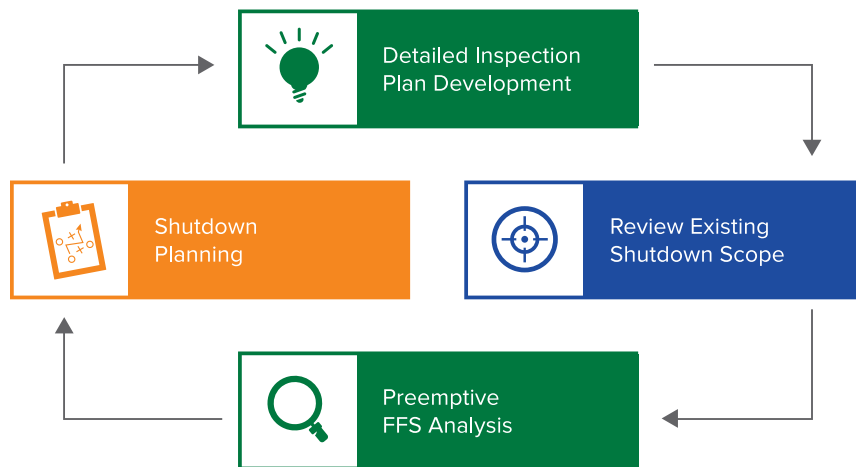 Detailed Inspection
Plan Development
Shutdown
Planning
Review Existing
Shutdown Scope
Preemptive
FFS Analysis